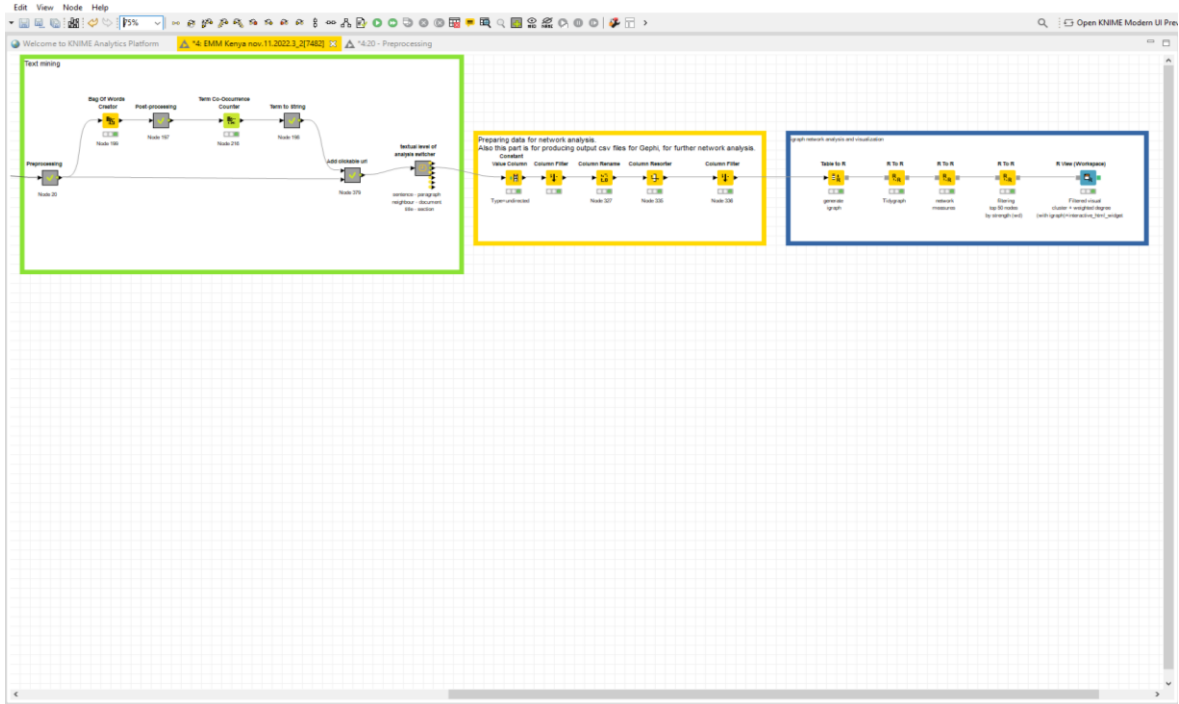 Edit View Node Help
75%
Open KNIME Modern UI Prev
Welcome to KNIME Analytics Platform
*4: EMM Kenya nov.11.2022.3_2[7482]
*4:20 - Preprocessing
Text mining
Preprocessing
Node 20
Bag Of Words
Creator
Node 196
Post-processing
Node 197
Term Co-Occurrence
Counter
Node 218
Term to String
Node 198
Add clickable url
Node 379
textual level of
analysis switcher
sentence - paragraph
neighbour - document
title - section
Preparing data for network analysis.
Also this part is for producing output csv files for Gephi, for further network analysis.
Constant
Value Column
Type=undirected
Column Filter
Column Rename
Node 327
Column Resorter
Node 335
Column Filter
Node 336
igraph network analysis and visualization
Table to R
generate
igraph
R To R
Tidygraph
R To R
network
measures
R To R
filtering
top 60 nodes
by strength (wd)
R View (Workspace)
Filtered visual
cluster + weighted degree
(with igraph)+interactive_html_widget)